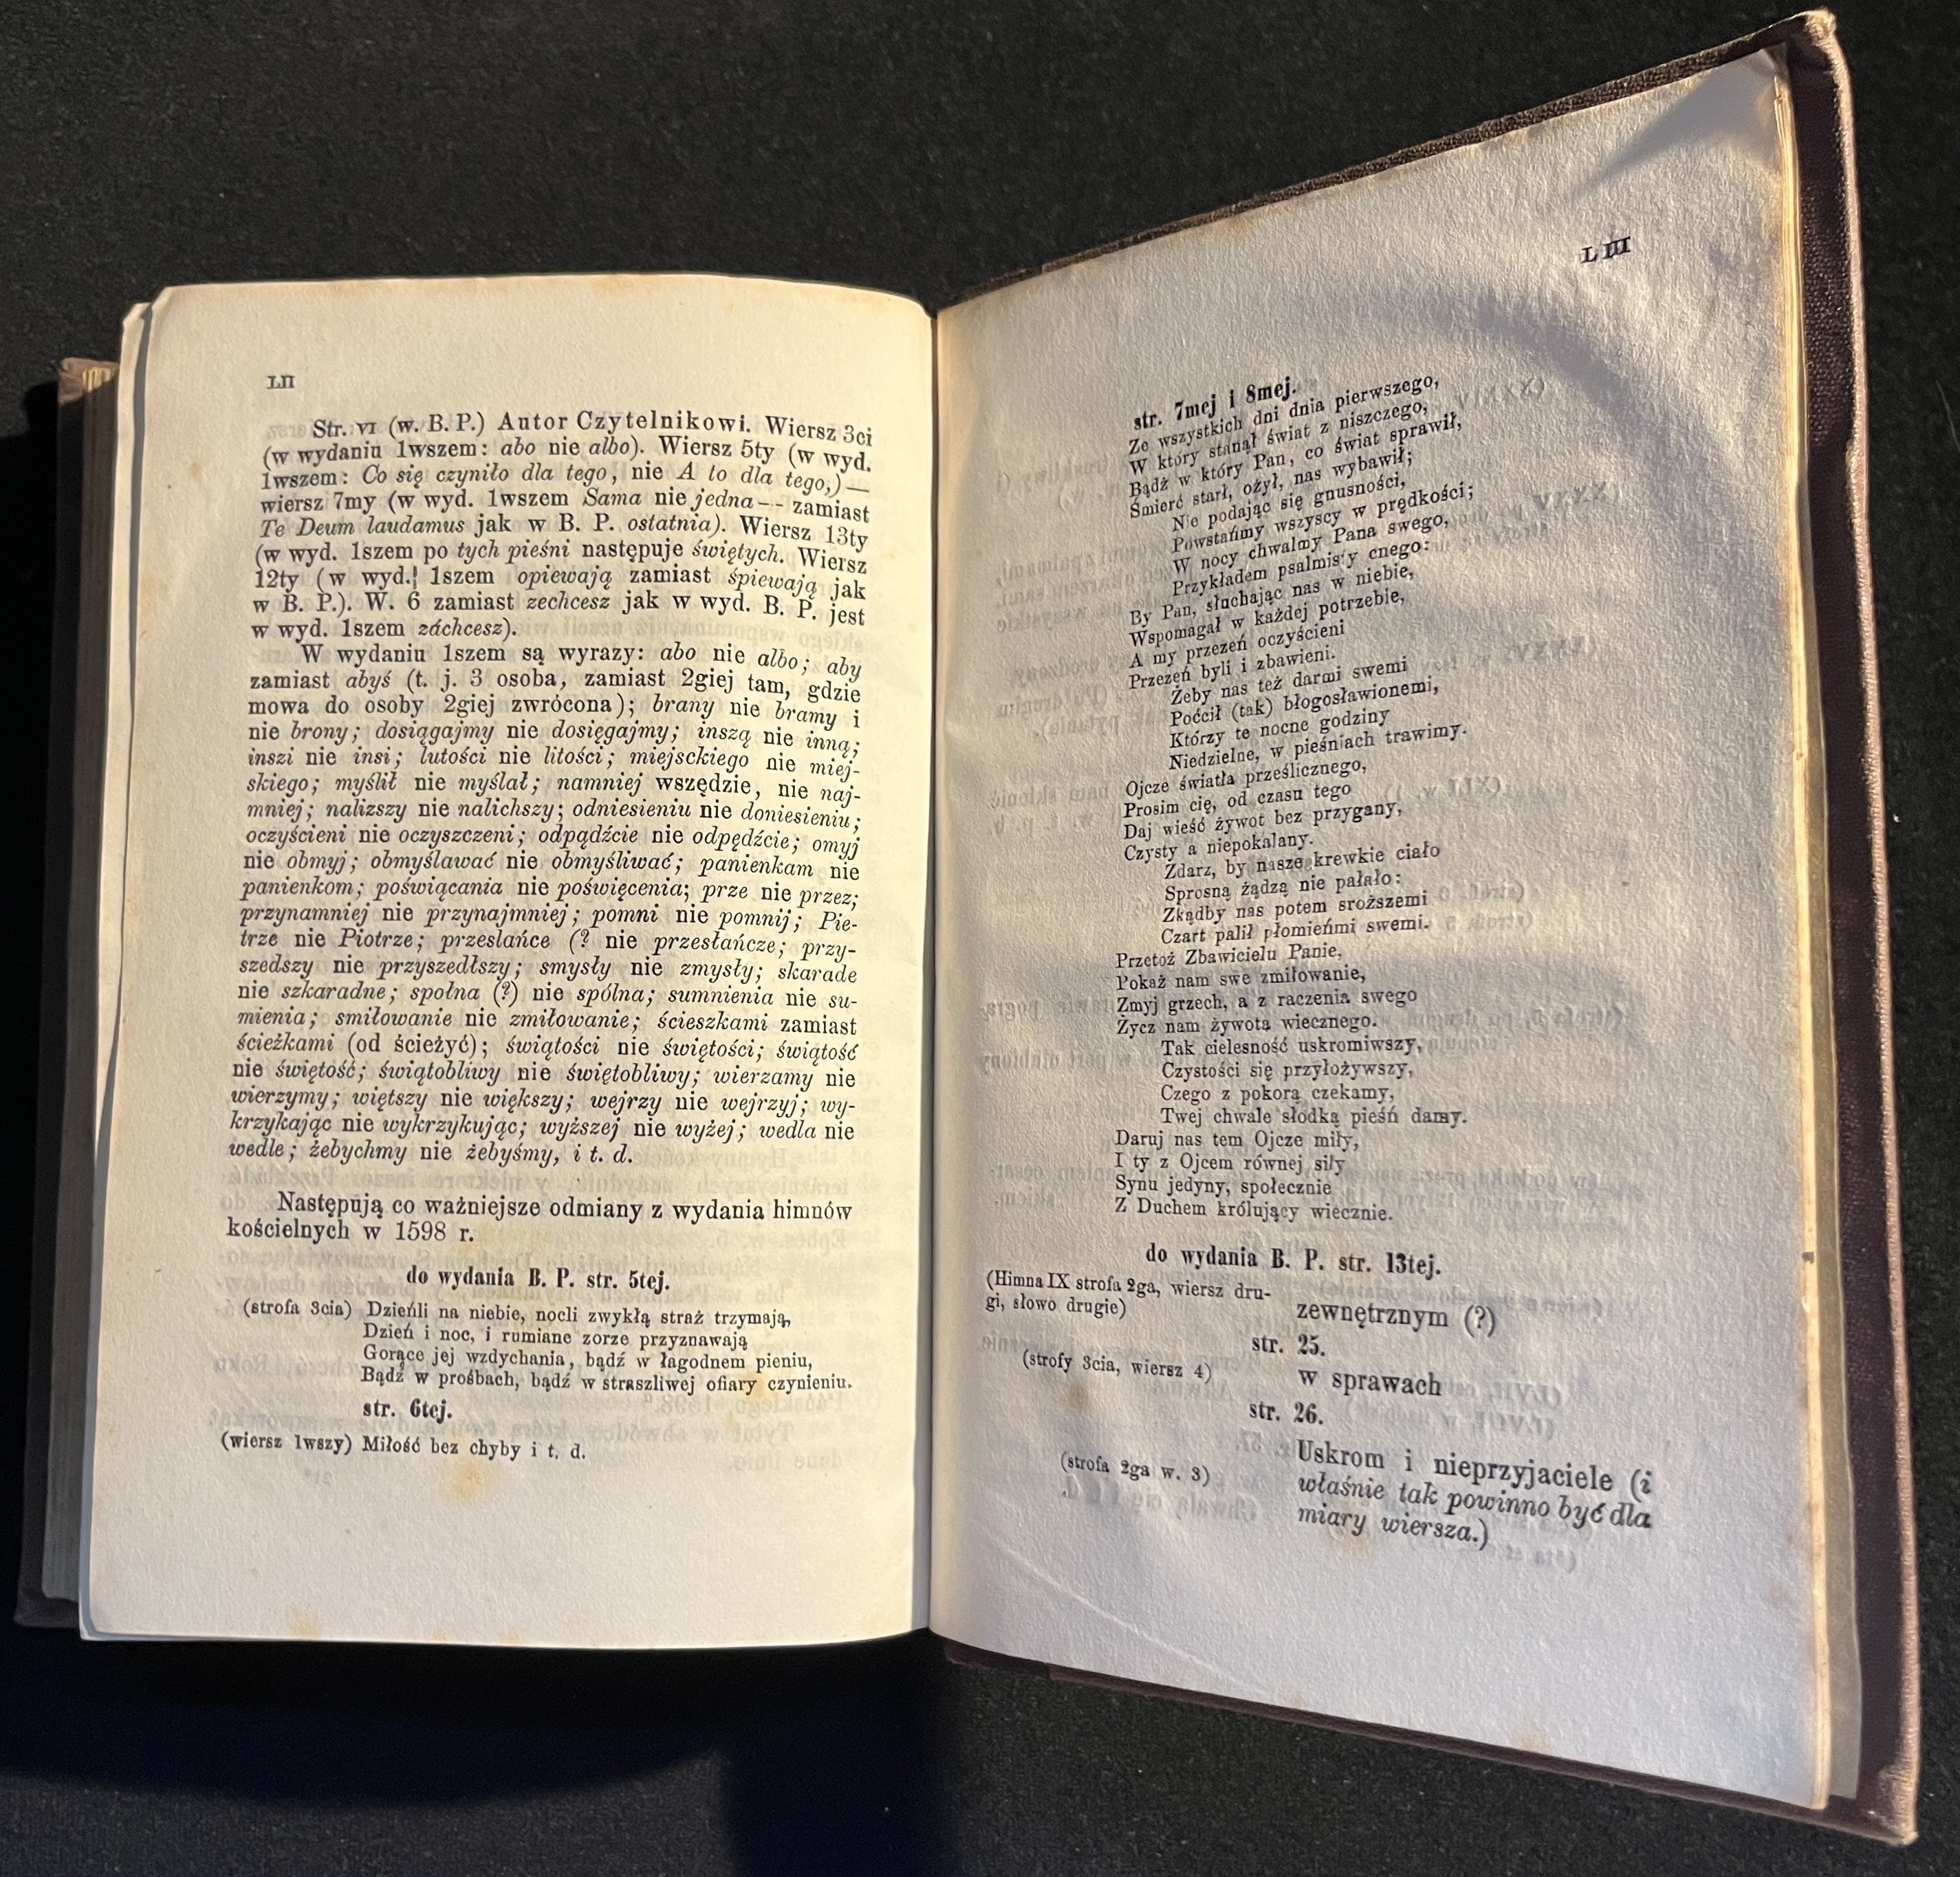 LII
Str. VI (w. B. P.) Autor Czytelnikowi. Wiersz 3ci
(w wydaniu 1wszem: abo nie albo). Wiersz 5ty (w wyd.
1wszem: Co się czyniło dla tego, nie A to dla tego,) —
wiersz 7my (w wyd. 1wszem Sama nie jedna -- zamiast
Te Deum laudamus jak w B. P. ostatnia). Wiersz 13ty
(w wyd. 1szem po tych pieśni następuje świętych. Wiersz
12ty (w wyd. 1szem opiewają zamiast śpiewają jak
w B. P.). W. 6 zamiast zechcesz jak w wyd. B. P. jest
w wyd. 1szem záchcesz).
W wydaniu 1szem są wyrazy: abo nie albo; aby
zamiast abyś (t. j. 3 osoba, zamiast 2giej tam, gdzie
mowa do osoby 2giej zwrócona); brany nie bramy i
nie brony; dosiągajmy nie dosięgajmy; inszą nie inną;
inszi nie insi; lutości nie litości; miejsckiego nie miej-
skiego; myślił nie myślał; namniej wszędzie, nie naj-
mniej; nalizszy nie nalichszy; odniesieniu nie doniesieniu;
oczyścieni nie oczyszczeni; odpądźcie nie odpędźcie; omyj
nie obmyj; obmyślawać nie obmyśliwać; panienkam nie
panienkom; poświącania nie poświęcenia; prze nie przez;
przynamniej nie przynajmniej; pomni nie pomnij; Pie-
trze nie Piotrze; przeslańce (? nie przesłańcze; przy-
szedszy nie przyszedłszy; smysły nie zmysły; skarade
nie szkaradne; społna (?) nie spólna; sumnienia nie su-
mienia; smiłowanie nie zmiłowanie; ścieszkami zamiast
ścieżkami (od ścieżyć); świątości nie świętości; świątość
nie świętość; świątobliwy nie świętobliwy; wierzamy nie
wierzymy; więtszy nie większy; wejrzy nie wejrzyj; wy-
krzykając nie wykrzykując; wyższej nie wyżej; wedla nie
wedle; żebychmy nie żebyśmy, i t. d.
Następują co ważniejsze odmiany z wydania himnów
kościelnych w 1598 r.
do wydania B. P. str. 5tej.
(strofa 3cia) Dzieńli na niebie, nocli zwykłą straż trzymają,
Dzień i noc, i rumiane zorze przyznawają
Gorące jej wzdychania, bądź w łagodnem pieniu,
Bądź w prośbach, bądź w straszliwej ofiary czynieniu.
str. 6tej.
(wiersz 1wszy) Miłość bez chyby i t. d.
LIII
str. 7mej i 8mej.
Ze wszystkich dni dnia pierwszego,
W który stanął świat z niszczego,
Bądź w który Pan, co świat sprawił,
Śmierć starł, ożył, nas wybawił;
Nie podając się gnusności,
Powstańmy wszyscy w prędkości;
W nocy chwalmy Pana swego,
Przykładem psalmisty cnego:
By Pan, słuchając nas w niebie,
Wspomagał w każdej potrzebie,
A my przezeń oczyścieni
Przezeń byli i zbawieni.
Żeby nas też darmi swemi
Poćcił (tak) błogosławionemi,
Którzy te nocne godziny
Niedzielne, w pieśniach trawimy.
Ojcze światła prześlicznego,
Prosim cię, od czasu tego
Daj wieść żywot bez przygany,
Czysty a niepokalany.
Zdarz, by nasze krewkie ciało
Sprosną żądzą nie pałało:
Zkądby nas potem sroższemi
Czart palił płomieńmi swemi.
Przetoż Zbawicielu Panie,
Pokaż nam swe zmiłowanie,
Zmyj grzech, a z raczenia swego
Życz nam żywota wiecznego.
Tak cielesność uskromiwszy,
Czystości się przyłożywszy,
Czego z pokorą czekamy,
Twej chwale słodką pieśń damy.
Daruj nas tem Ojcze miły,
I ty z Ojcem równej siły
Synu jedyny, społecznie
Z Duchem królujący wiecznie.
do wydania B. P. str. 13tej.
(Himna IX strofa 2ga, wiersz dru-
gi, słowo drugie) zewnętrznym (?)
str. 25.
(strofy 3cia, wiersz 4) w sprawach
str. 26.
(strofa 2ga w. 3) Uskrom i nieprzyjaciele (i
właśnie tak powinno być dla
miary wiersza.)